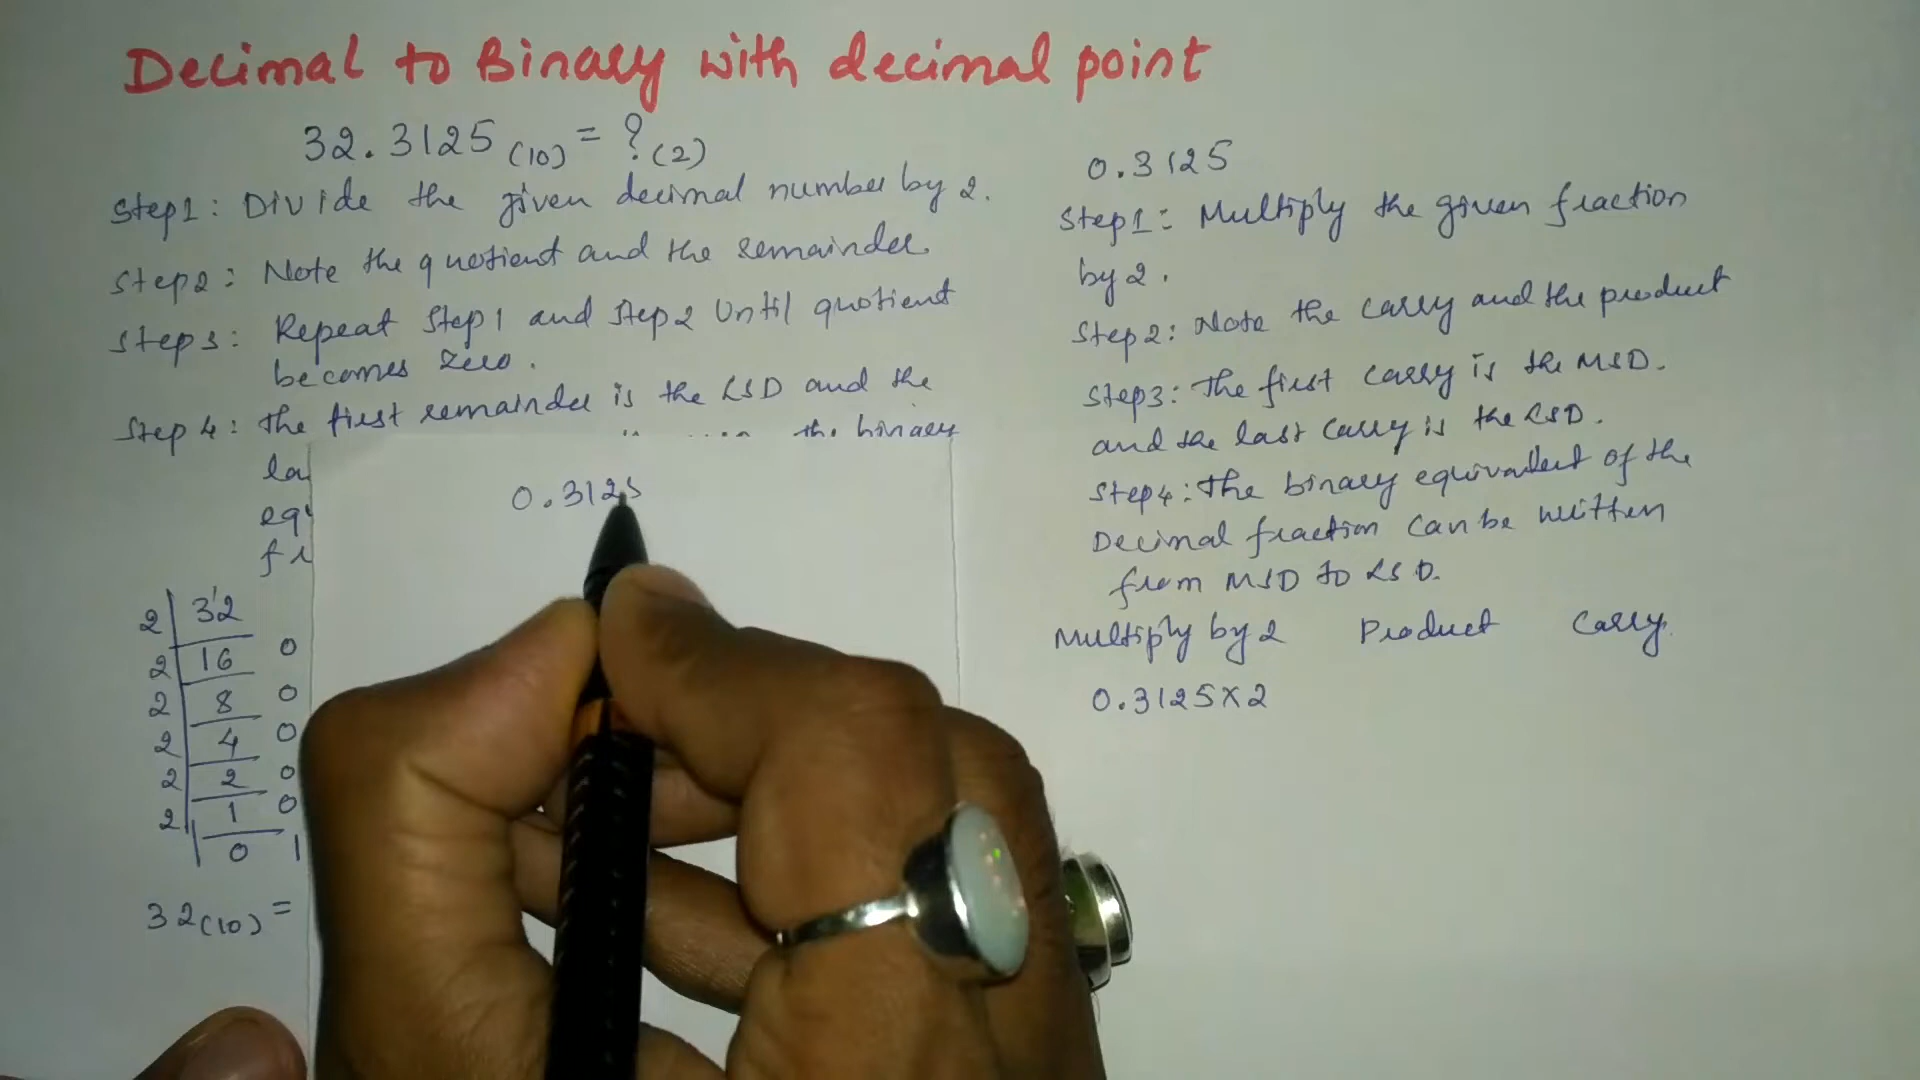 Decimal to Binary with decimal point
32.3125 (10) = ? (2)
Step1: Divide the given decimal number by 2.
Step2: Note the quotient and the remainder
Step3: Repeat Step1 and Step2 Until quotient
becomes zero.
Step4: The first remainder is the LSD and the
the binary
0.3125
2 32
2 16 0
2 8 0
2 4 0
2 2 0
2 1 0
0 1
32(10) =
0.3125
Step1: Multiply the given fraction
by 2.
Step2: Note the carry and the product
Step3: The first carry is the MSD.
and the last carry is the LSD.
Step4: The binary equivalent of the
Decimal fraction can be written
from MSD to LSD.
Multiply by 2 Product Carry.
0.3125x2